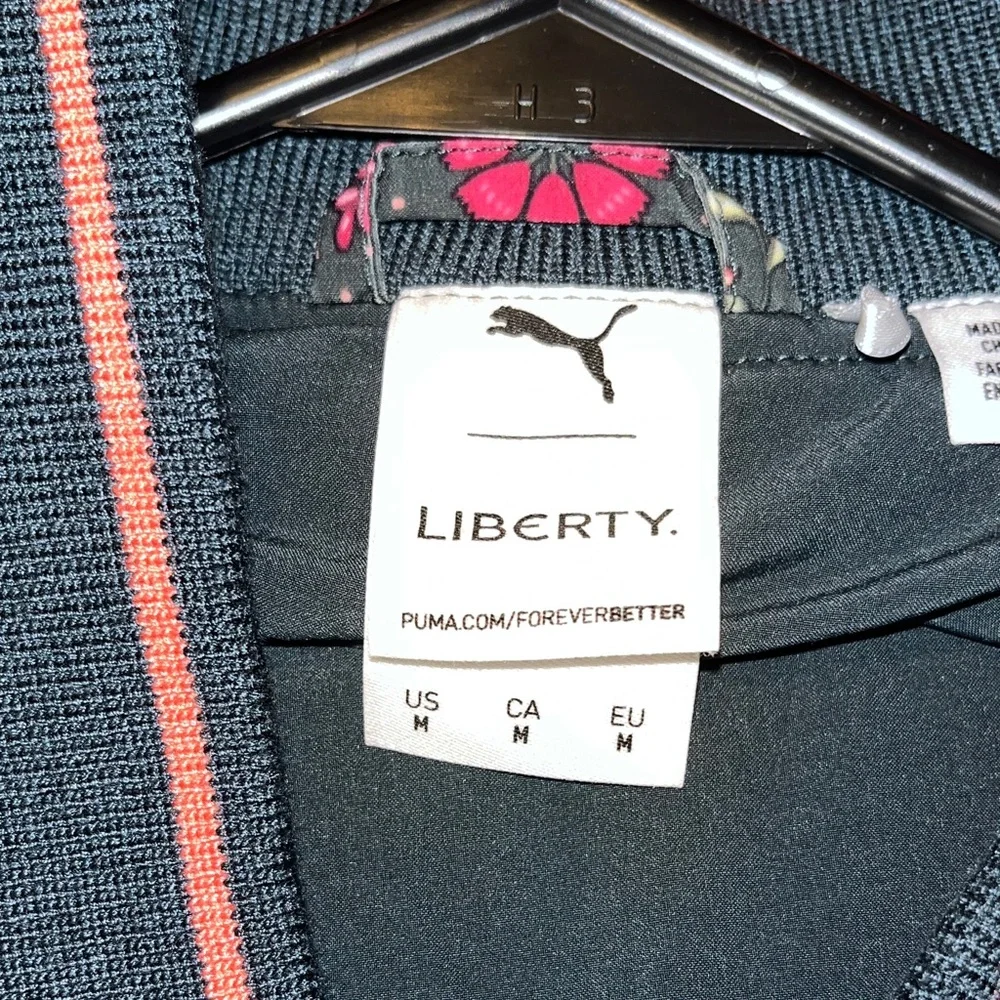 H 3
LIBERTY.
PUMA.COM/FOREVERBETTER
US CA EU
M M M